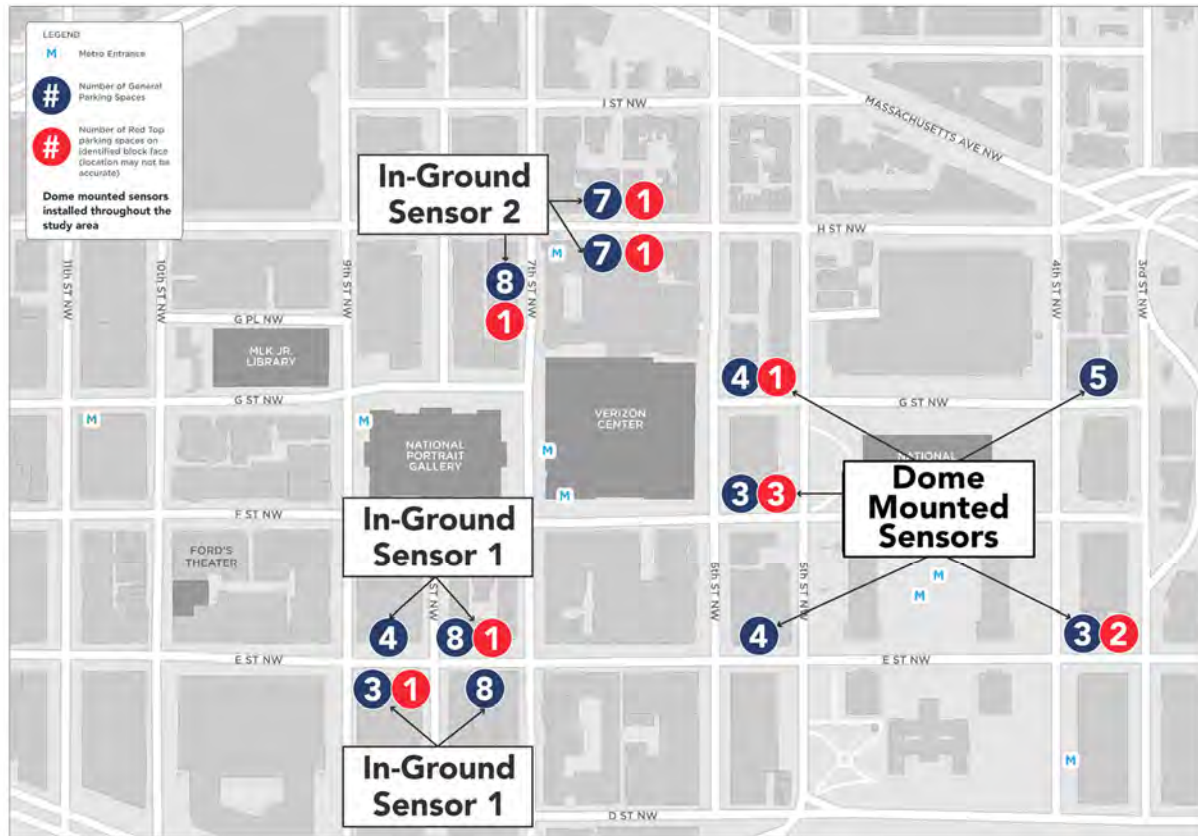 LEGEND
M Metro Entrance
# Number of General
Parking Spaces
# Number of Red Top
parking spaces on
identified block face
(location may not be
accurate)
Dome mounted sensors
installed throughout the
study area
I ST NW
MASSACHUSETTS AVE NW
In-Ground
Sensor 2
7 1
H ST NW
7 1
M
8
1
11th ST NW
10th ST NW
9th ST NW
7th ST NW
4th ST NW
3rd ST NW
G PL NW
MLK JR.
LIBRARY
4 1
5
G ST NW
G ST NW
M
M
NATIONAL
PORTRAIT
GALLERY
VERIZON
CENTER
M
M
NATIONAL
3 3
Dome
Mounted
Sensors
In-Ground
Sensor 1
F ST NW
FORD'S
THEATER
ST NW
5th ST NW
5th ST NW
M
M
4
8 1
4
3 2
E ST NW
E ST NW
3 1
8
In-Ground
Sensor 1
M
D ST NW